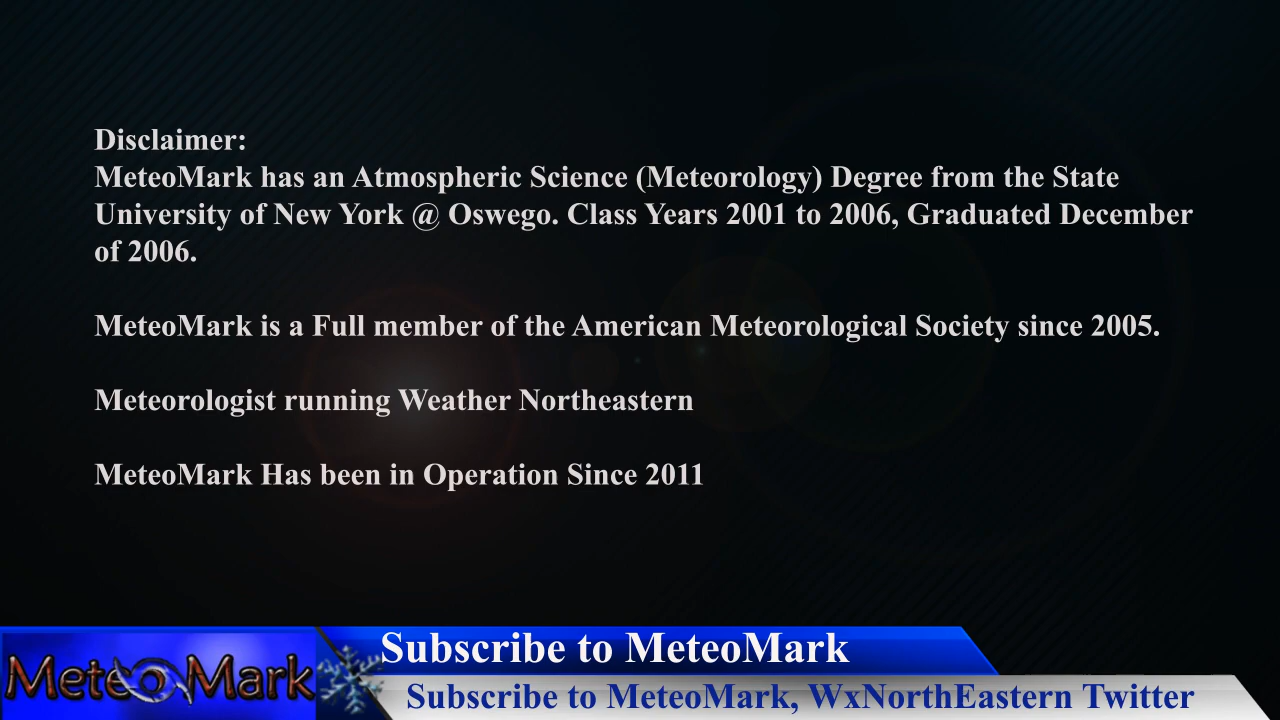 Disclaimer:
MeteoMark has an Atmospheric Science (Meteorology) Degree from the State
University of New York @ Oswego. Class Years 2001 to 2006, Graduated December
of 2006.
MeteoMark is a Full member of the American Meteorological Society since 2005.
Meteorologist running Weather Northeastern
MeteoMark Has been in Operation Since 2011
Subscribe to MeteoMark
MeteoMark
Subscribe to MeteoMark, WxNorthEastern Twitter